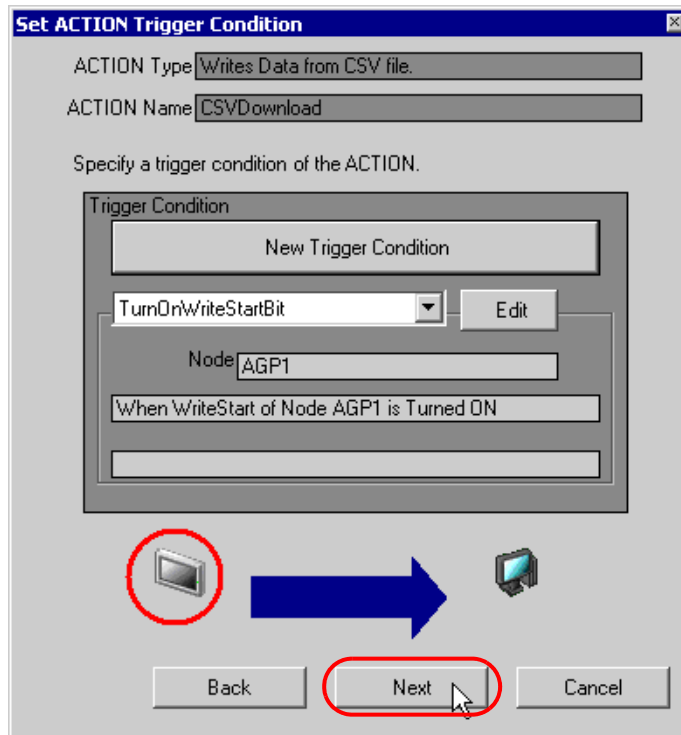 Set ACTION Trigger Condition
ACTION Type Writes Data from CSV file.
ACTION Name CSVDownload
Specify a trigger condition of the ACTION.
Trigger Condition
New Trigger Condition
TurnOnWriteStartBit Edit
Node AGP1
When WriteStart of Node AGP1 is Turned ON
Back Next Cancel